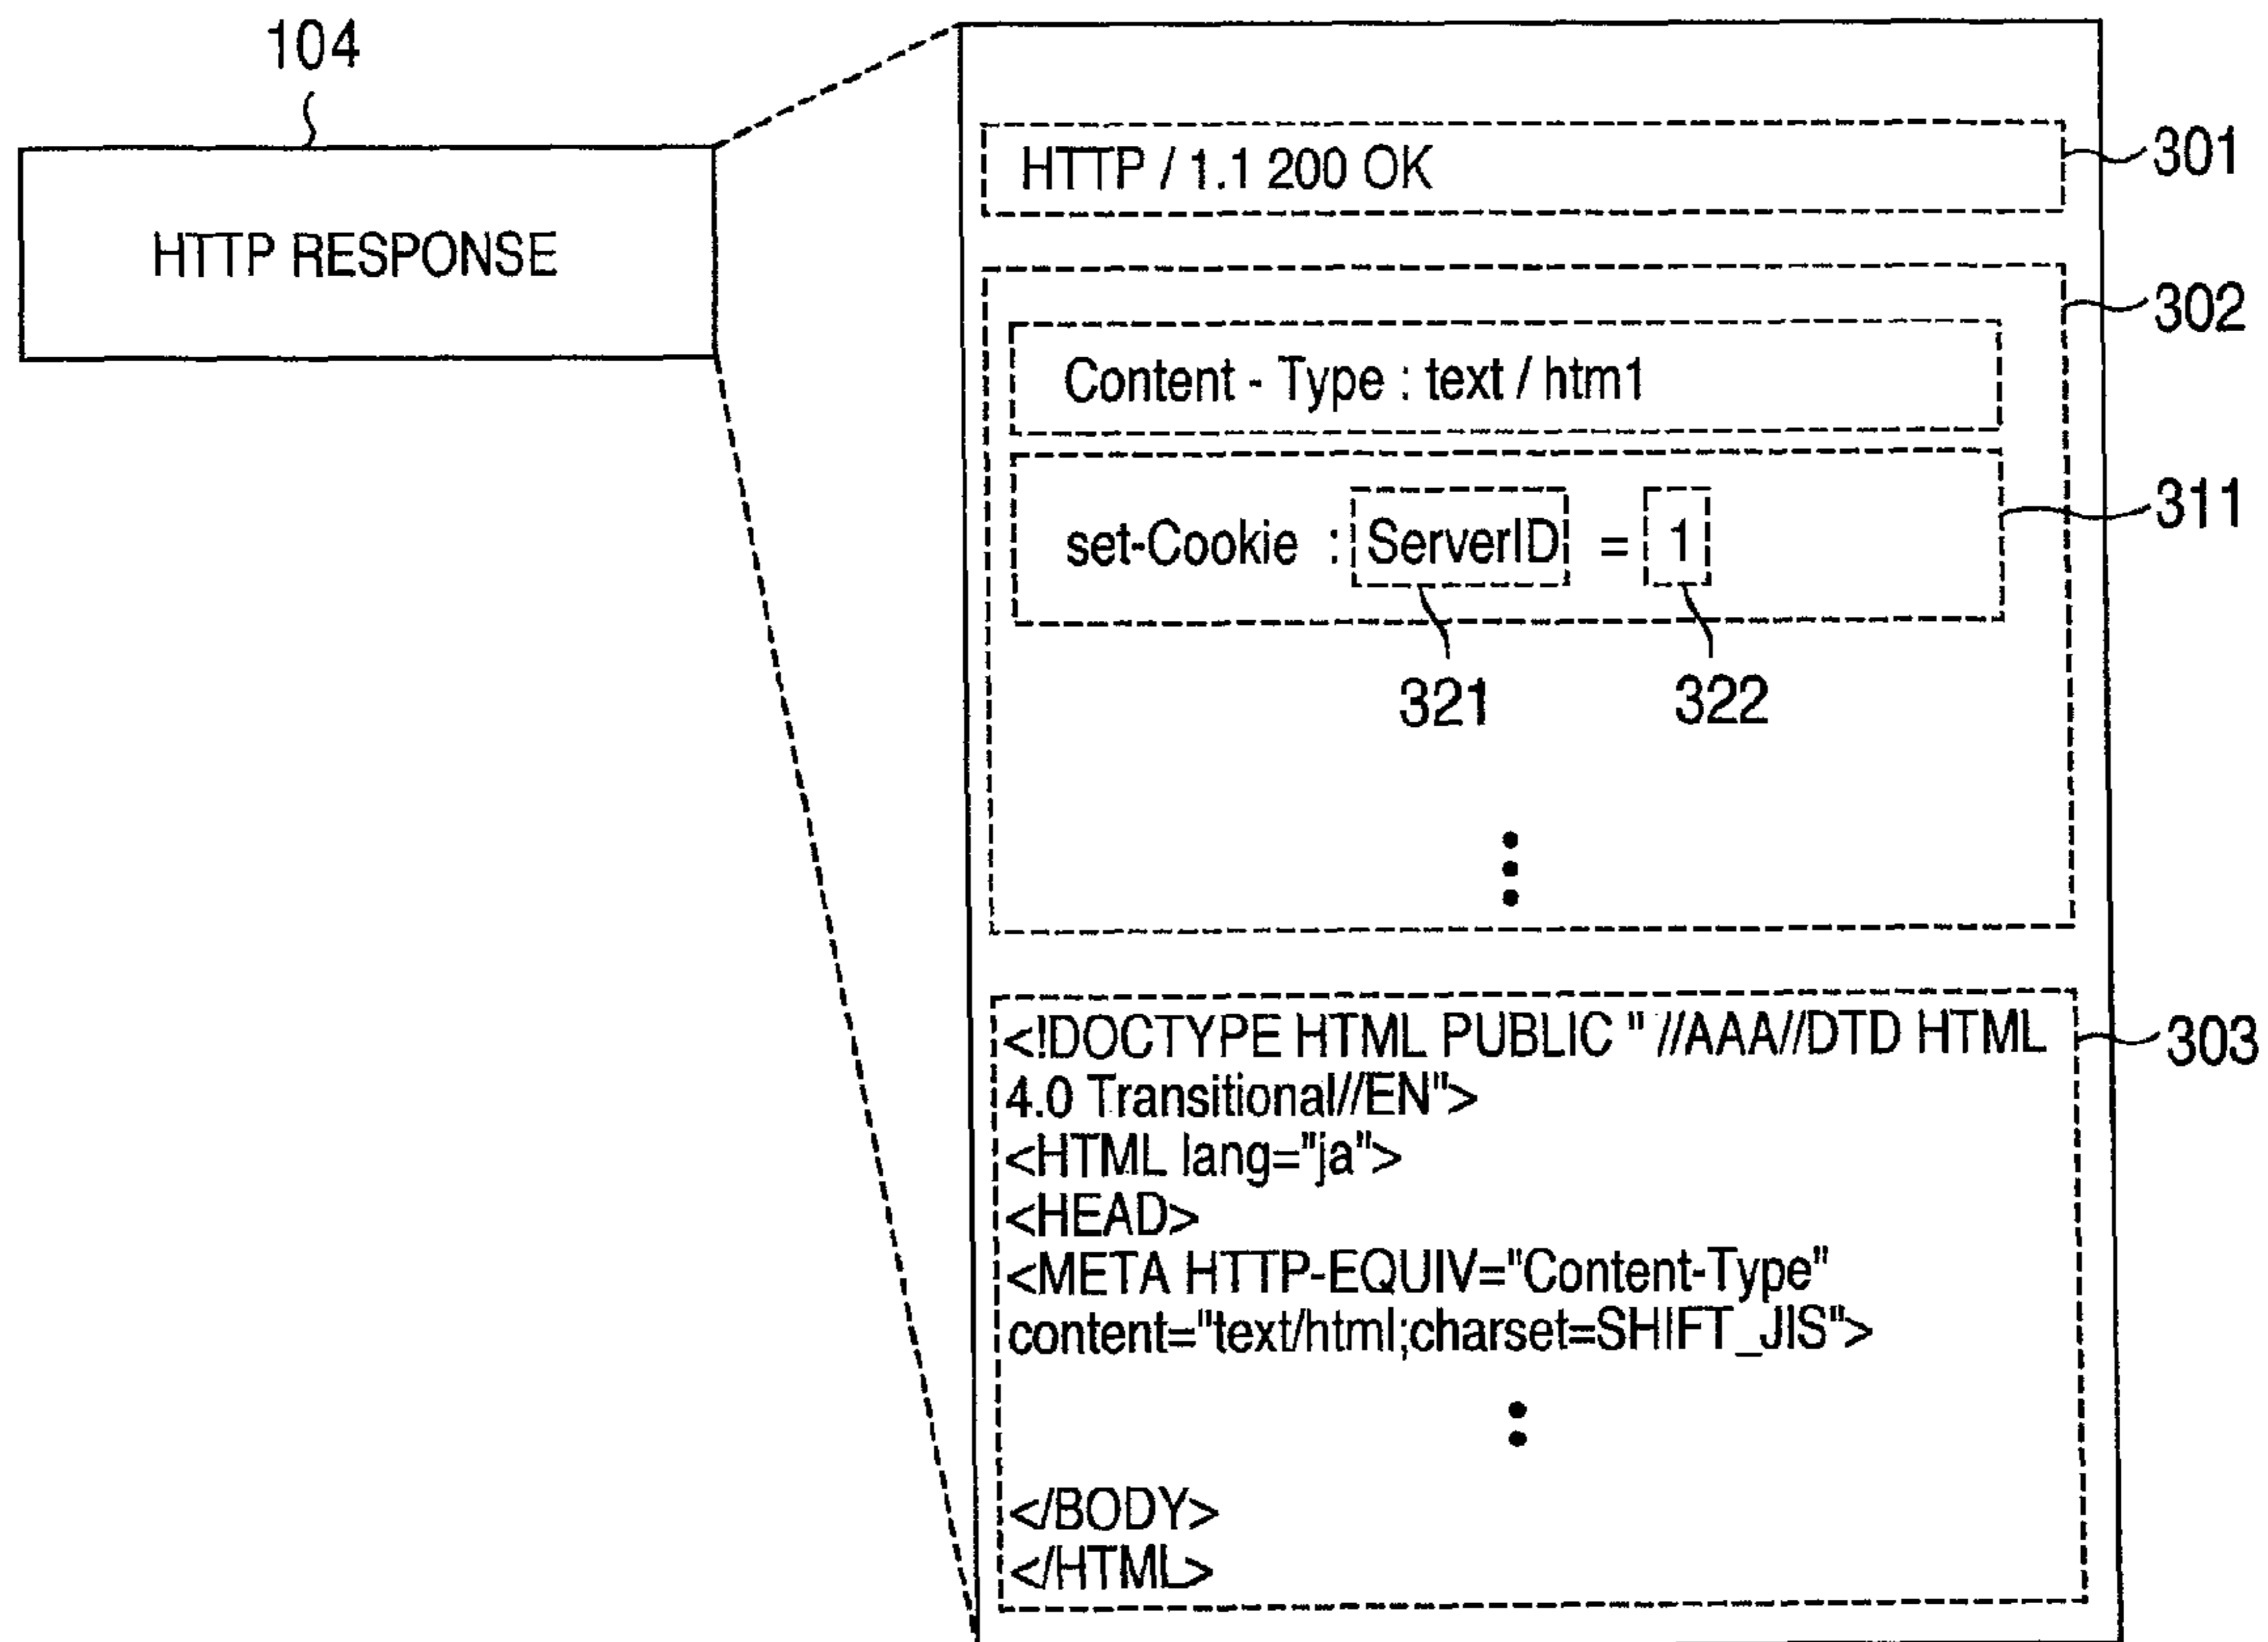 104
HTTP RESPONSE
HTTP / 1.1 200 OK
301
302
Content - Type : text / htm1
311
set-Cookie : ServerID = 1
321
322
303
<!DOCTYPE HTML PUBLIC " //AAA//DTD HTML
4.0 Transitional//EN">
<HTML lang="ja">
<HEAD>
<META HTTP-EQUIV="Content-Type"
content="text/html;charset=SHIFT_JIS">
</BODY>
</HTML>